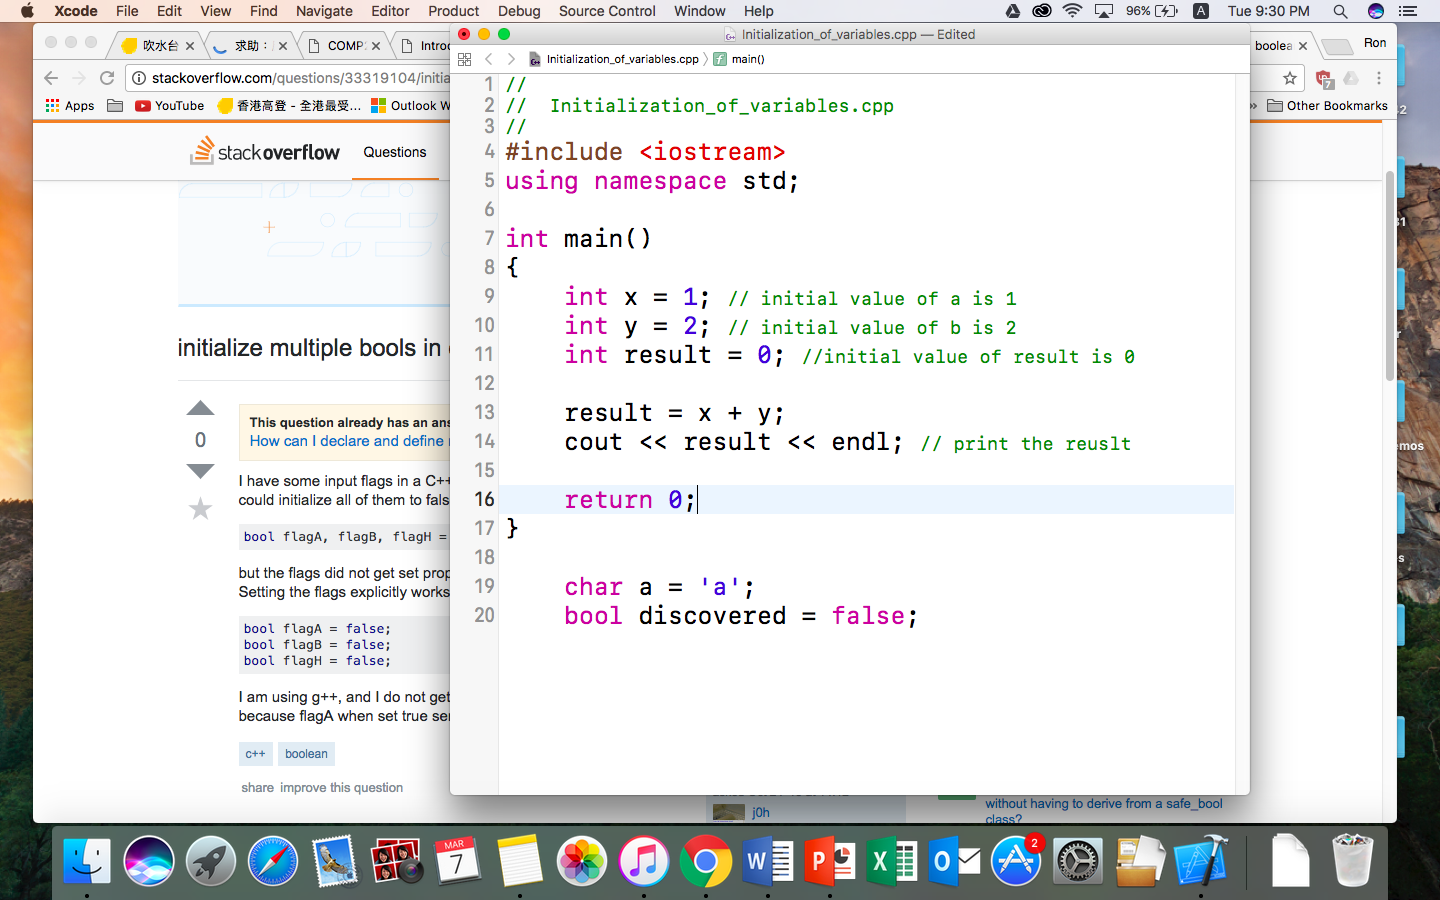 Xcode File Edit View Find Navigate Editor Product Debug Source Control Window Help 96% A Tue 9:30 PM
吹水台 求助： COMP Intro
boolea Ron
stackoverflow.com/questions/33319104/initia
Apps YouTube 香港高登 - 全港最受... Outlook W » Other Bookmarks
stackoverflow Questions
initialize multiple bools in
0
This question already has an ans
How can I declare and define
I have some input flags in a C++
could initialize all of them to fals
bool flagA, flagB, flagH =
but the flags did not get set prop
Setting the flags explicitly works
bool flagA = false;
bool flagB = false;
bool flagH = false;
I am using g++, and I do not get
because flagA when set true ser
c++ boolean
share improve this question
Initialization_of_variables.cpp — Edited
Initialization_of_variables.cpp main()
1 //
2 //  Initialization_of_variables.cpp
3 //
4 #include <iostream>
5 using namespace std;
6
7 int main()
8 {
9     int x = 1; // initial value of a is 1
10     int y = 2; // initial value of b is 2
11     int result = 0; //initial value of result is 0
12
13     result = x + y;
14     cout << result << endl; // print the reuslt
15
16     return 0;
17 }
18
19     char a = 'a';
20     bool discovered = false;
j0h
without having to derive from a safe_bool
class?
MAR
7
W P X O 2